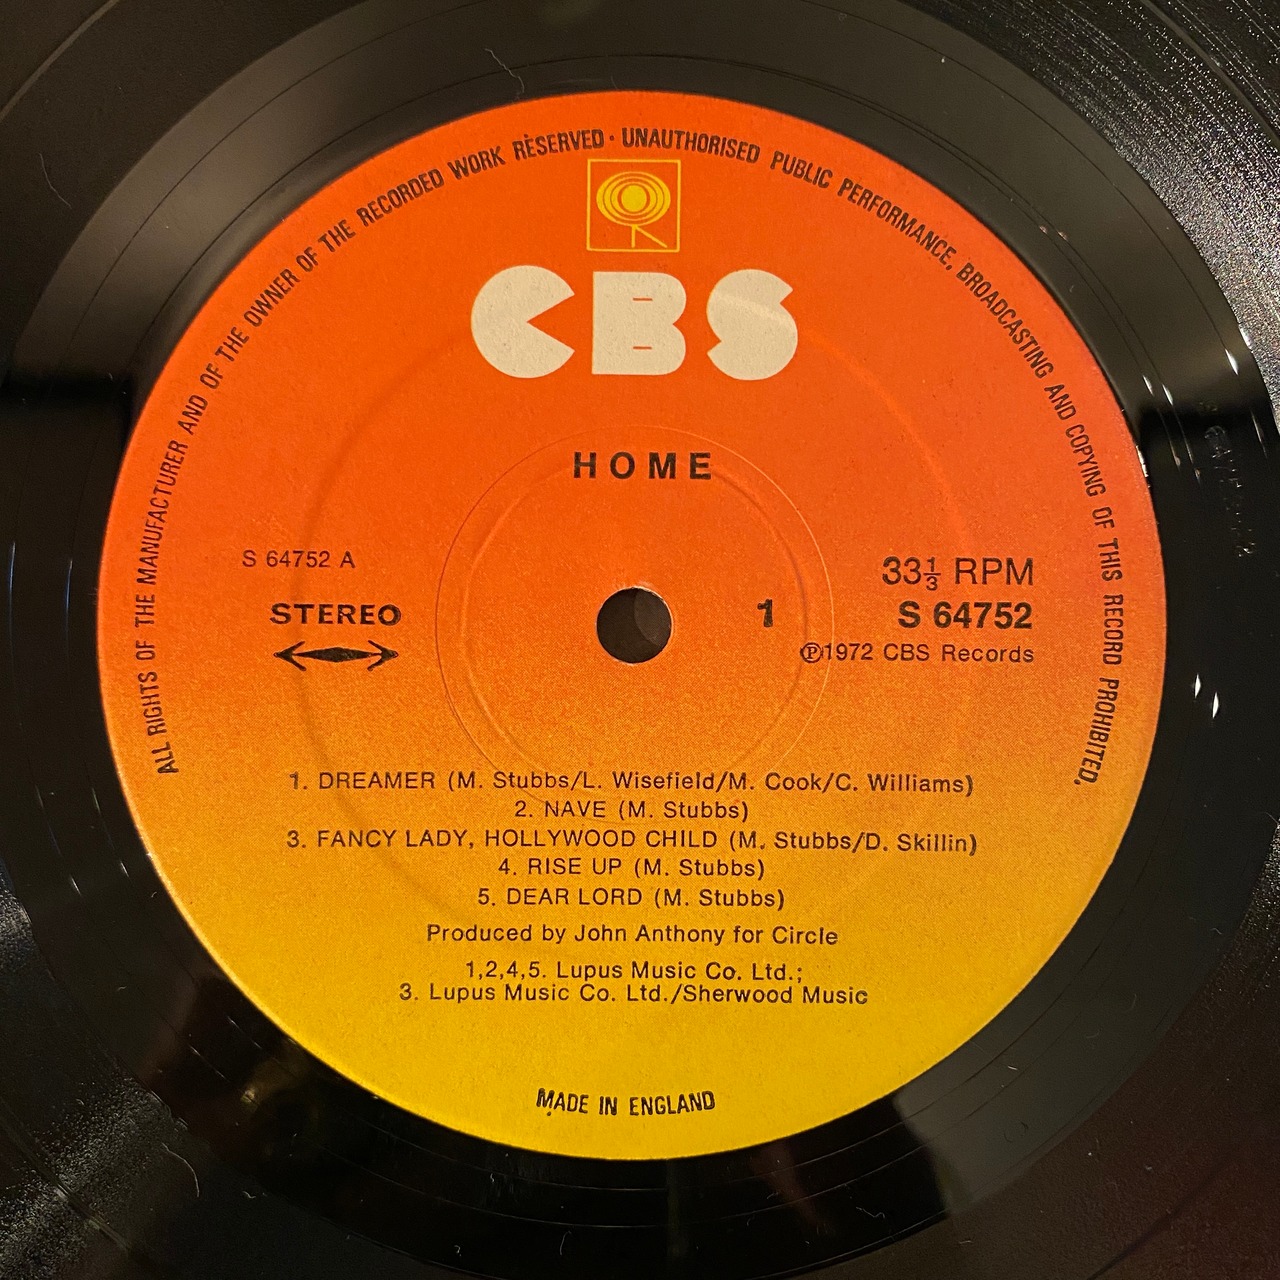 ALL RIGHTS OF THE MANUFACTURER AND OF THE OWNER OF THE RECORDED WORK RESERVED · UNAUTHORISED PUBLIC PERFORMANCE, BROADCASTING AND COPYING OF THIS RECORD PROHIBITED.
CBS
HOME
S 64752 A
STEREO
1
33⅓ RPM
S 64752
℗1972 CBS Records
1. DREAMER (M. Stubbs/L. Wisefield/M. Cook/C. Williams)
2. NAVE (M. Stubbs)
3. FANCY LADY, HOLLYWOOD CHILD (M. Stubbs/D. Skillin)
4. RISE UP (M. Stubbs)
5. DEAR LORD (M. Stubbs)
Produced by John Anthony for Circle
1,2,4,5. Lupus Music Co. Ltd.;
3. Lupus Music Co. Ltd./Sherwood Music
MADE IN ENGLAND